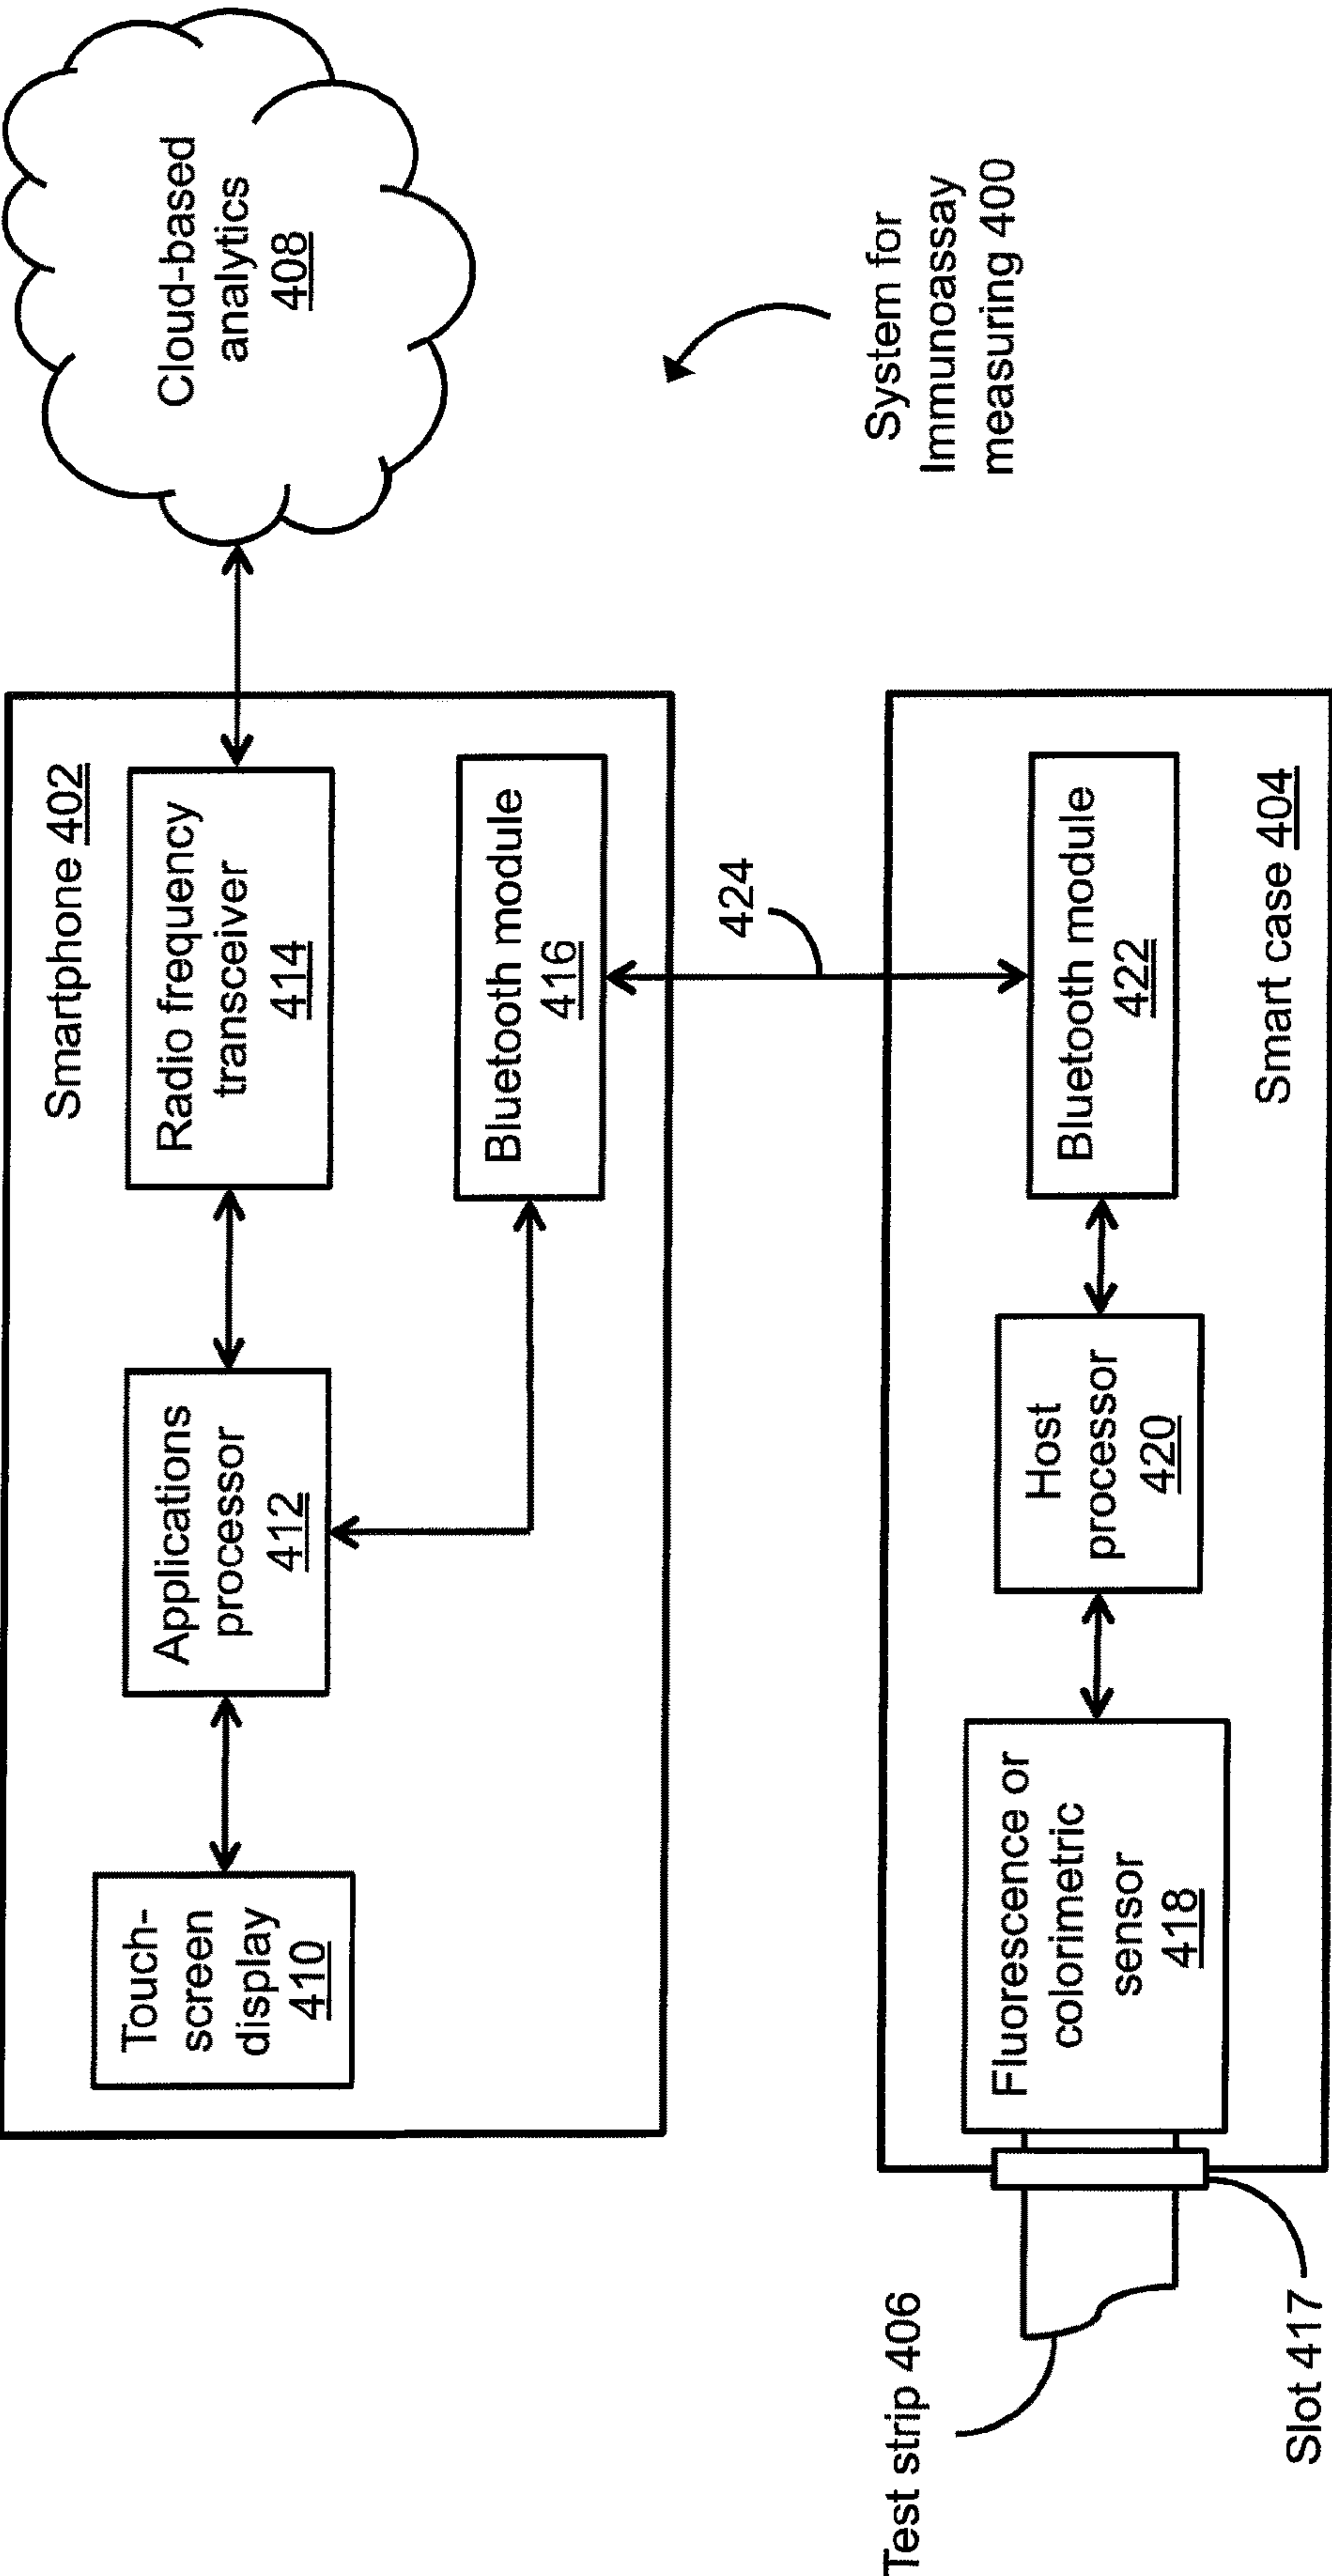 Smartphone 402
Touch-
screen
display
410
Applications
processor
412
Radio frequency
transceiver
414
Bluetooth module
416
Cloud-based
analytics
408
424
System for
Immunoassay
measuring 400
Test strip 406
Slot 417
Fluorescence or
colorimetric
sensor
418
Host
processor
420
Bluetooth module
422
Smart case 404